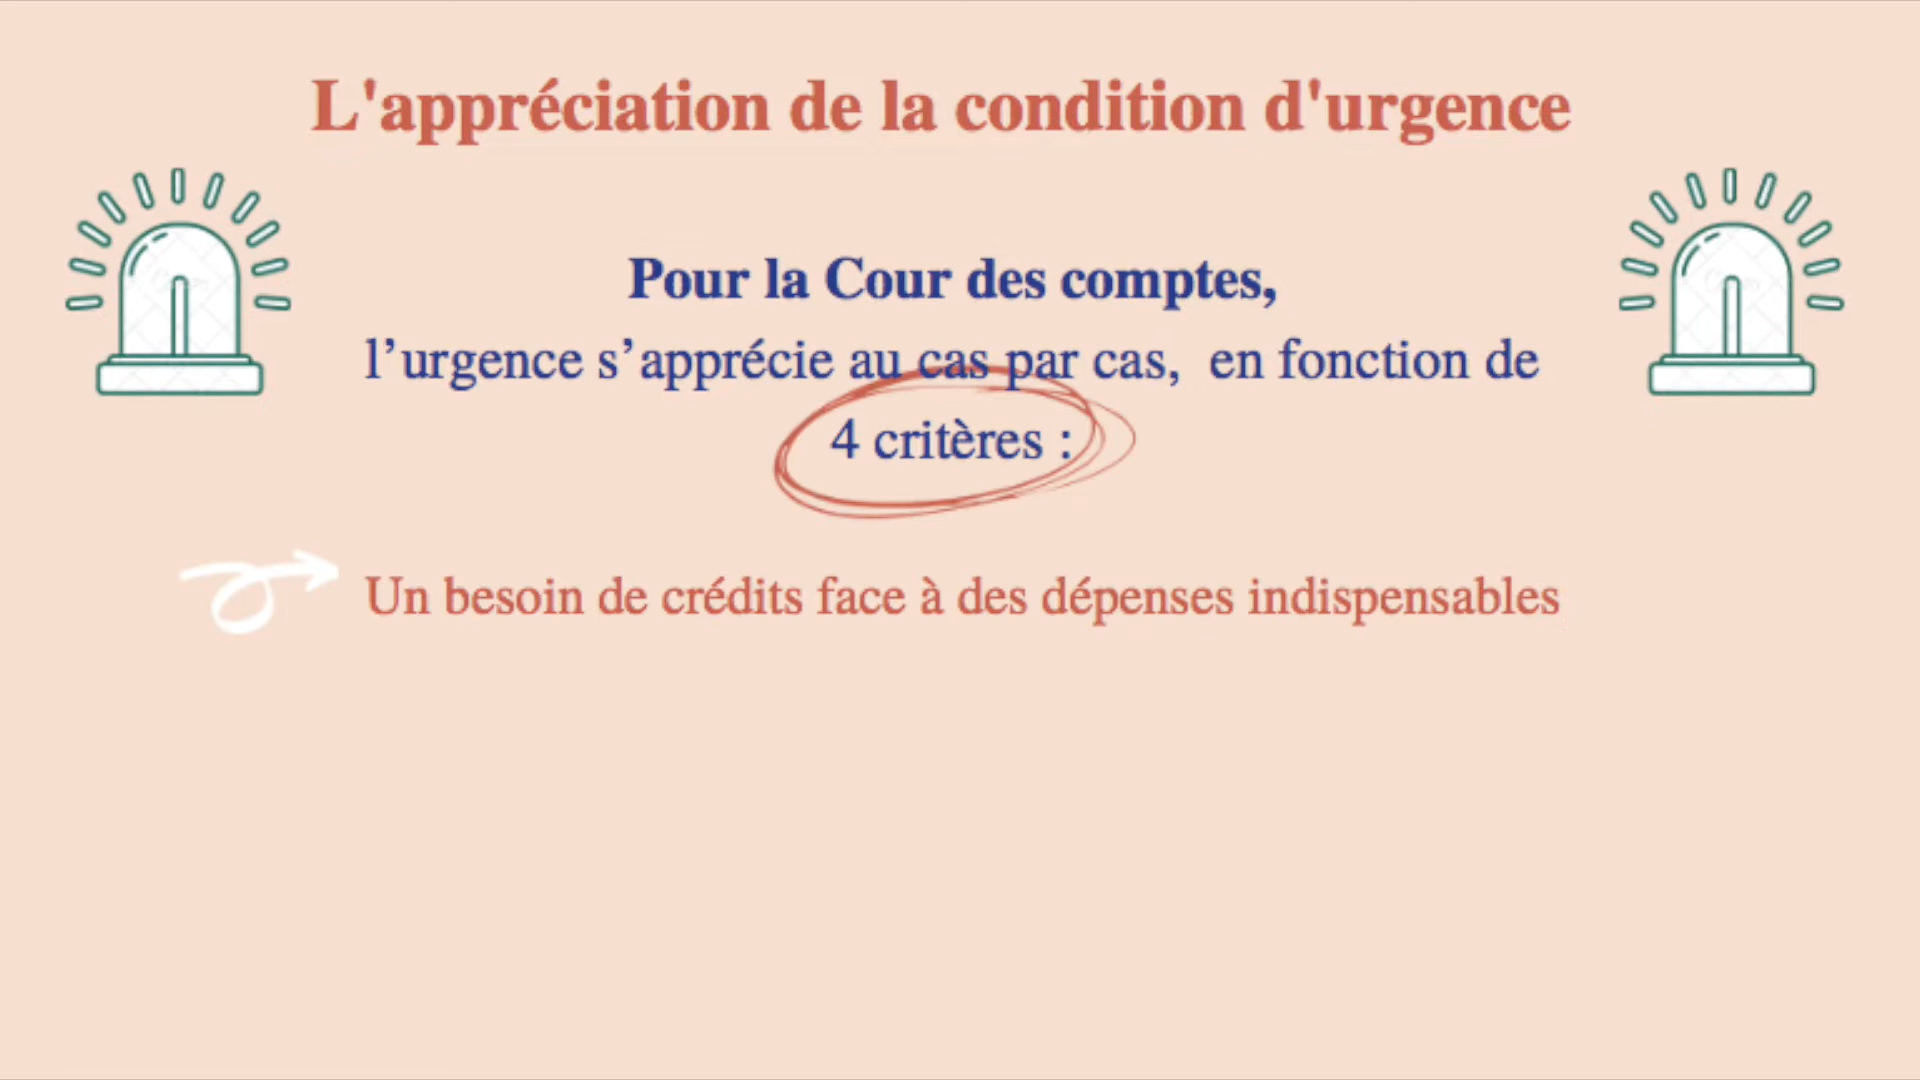 L'appréciation de la condition d'urgence
Pour la Cour des comptes,
l’urgence s’apprécie au cas par cas, en fonction de
4 critères :
Un besoin de crédits face à des dépenses indispensables